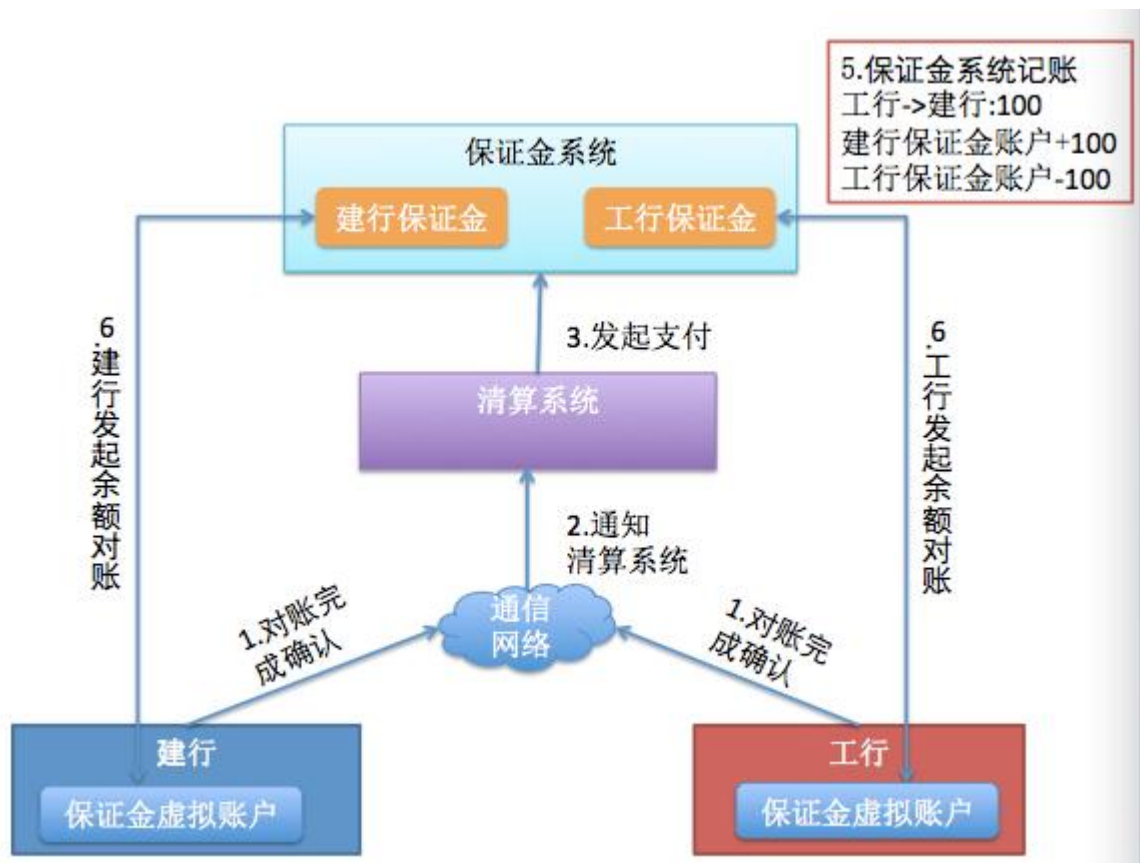 5.保证金系统记账
工行->建行:100
建行保证金账户+100
工行保证金账户-100
保证金系统
建行保证金
工行保证金
3.发起支付
清算系统
6.建行发起余额对账
6.工行发起余额对账
2.通知
清算系统
通信
网络
1.对账完
成确认
1.对账完
成确认
建行
保证金虚拟账户
工行
保证金虚拟账户